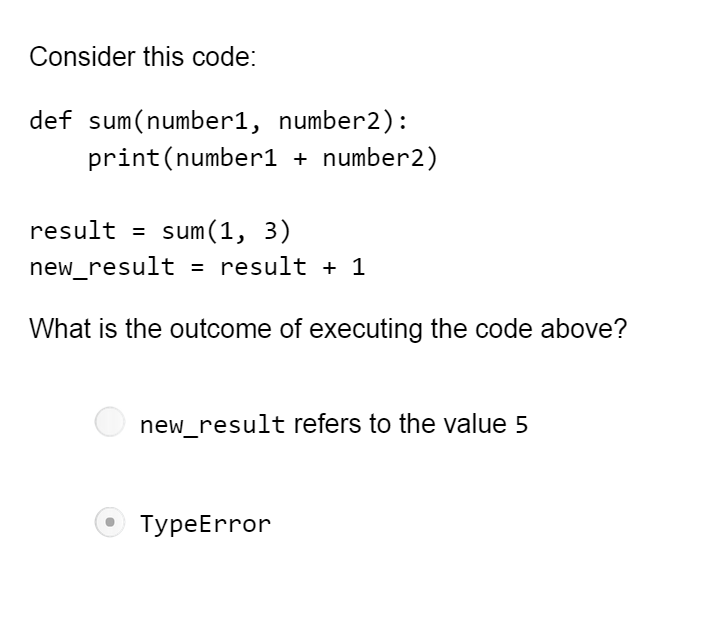 Consider this code:
def sum(number1, number2):
    print(number1 + number2)
result = sum(1, 3)
new_result = result + 1
What is the outcome of executing the code above?
new_result refers to the value 5
TypeError